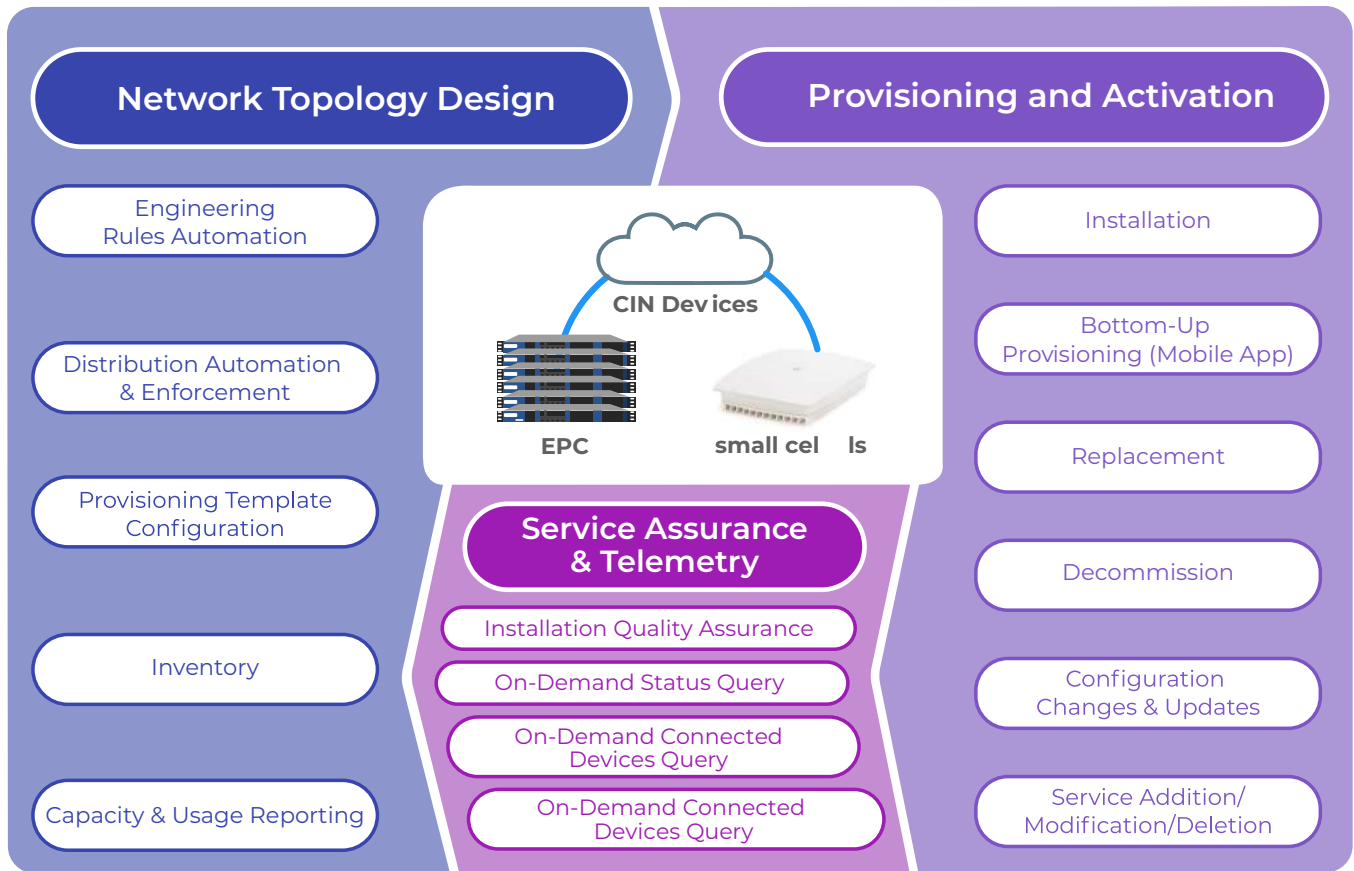 Network Topology Design
Engineering
Rules Automation
Distribution Automation
& Enforcement
Provisioning Template
Configuration
Inventory
Capacity & Usage Reporting
CIN Devices
EPC
small cel ls
Service Assurance
& Telemetry
Installation Quality Assurance
On-Demand Status Query
On-Demand Connected
Devices Query
On-Demand Connected
Devices Query
Provisioning and Activation
Installation
Bottom-Up
Provisioning (Mobile App)
Replacement
Decommission
Configuration
Changes & Updates
Service Addition/
Modification/Deletion